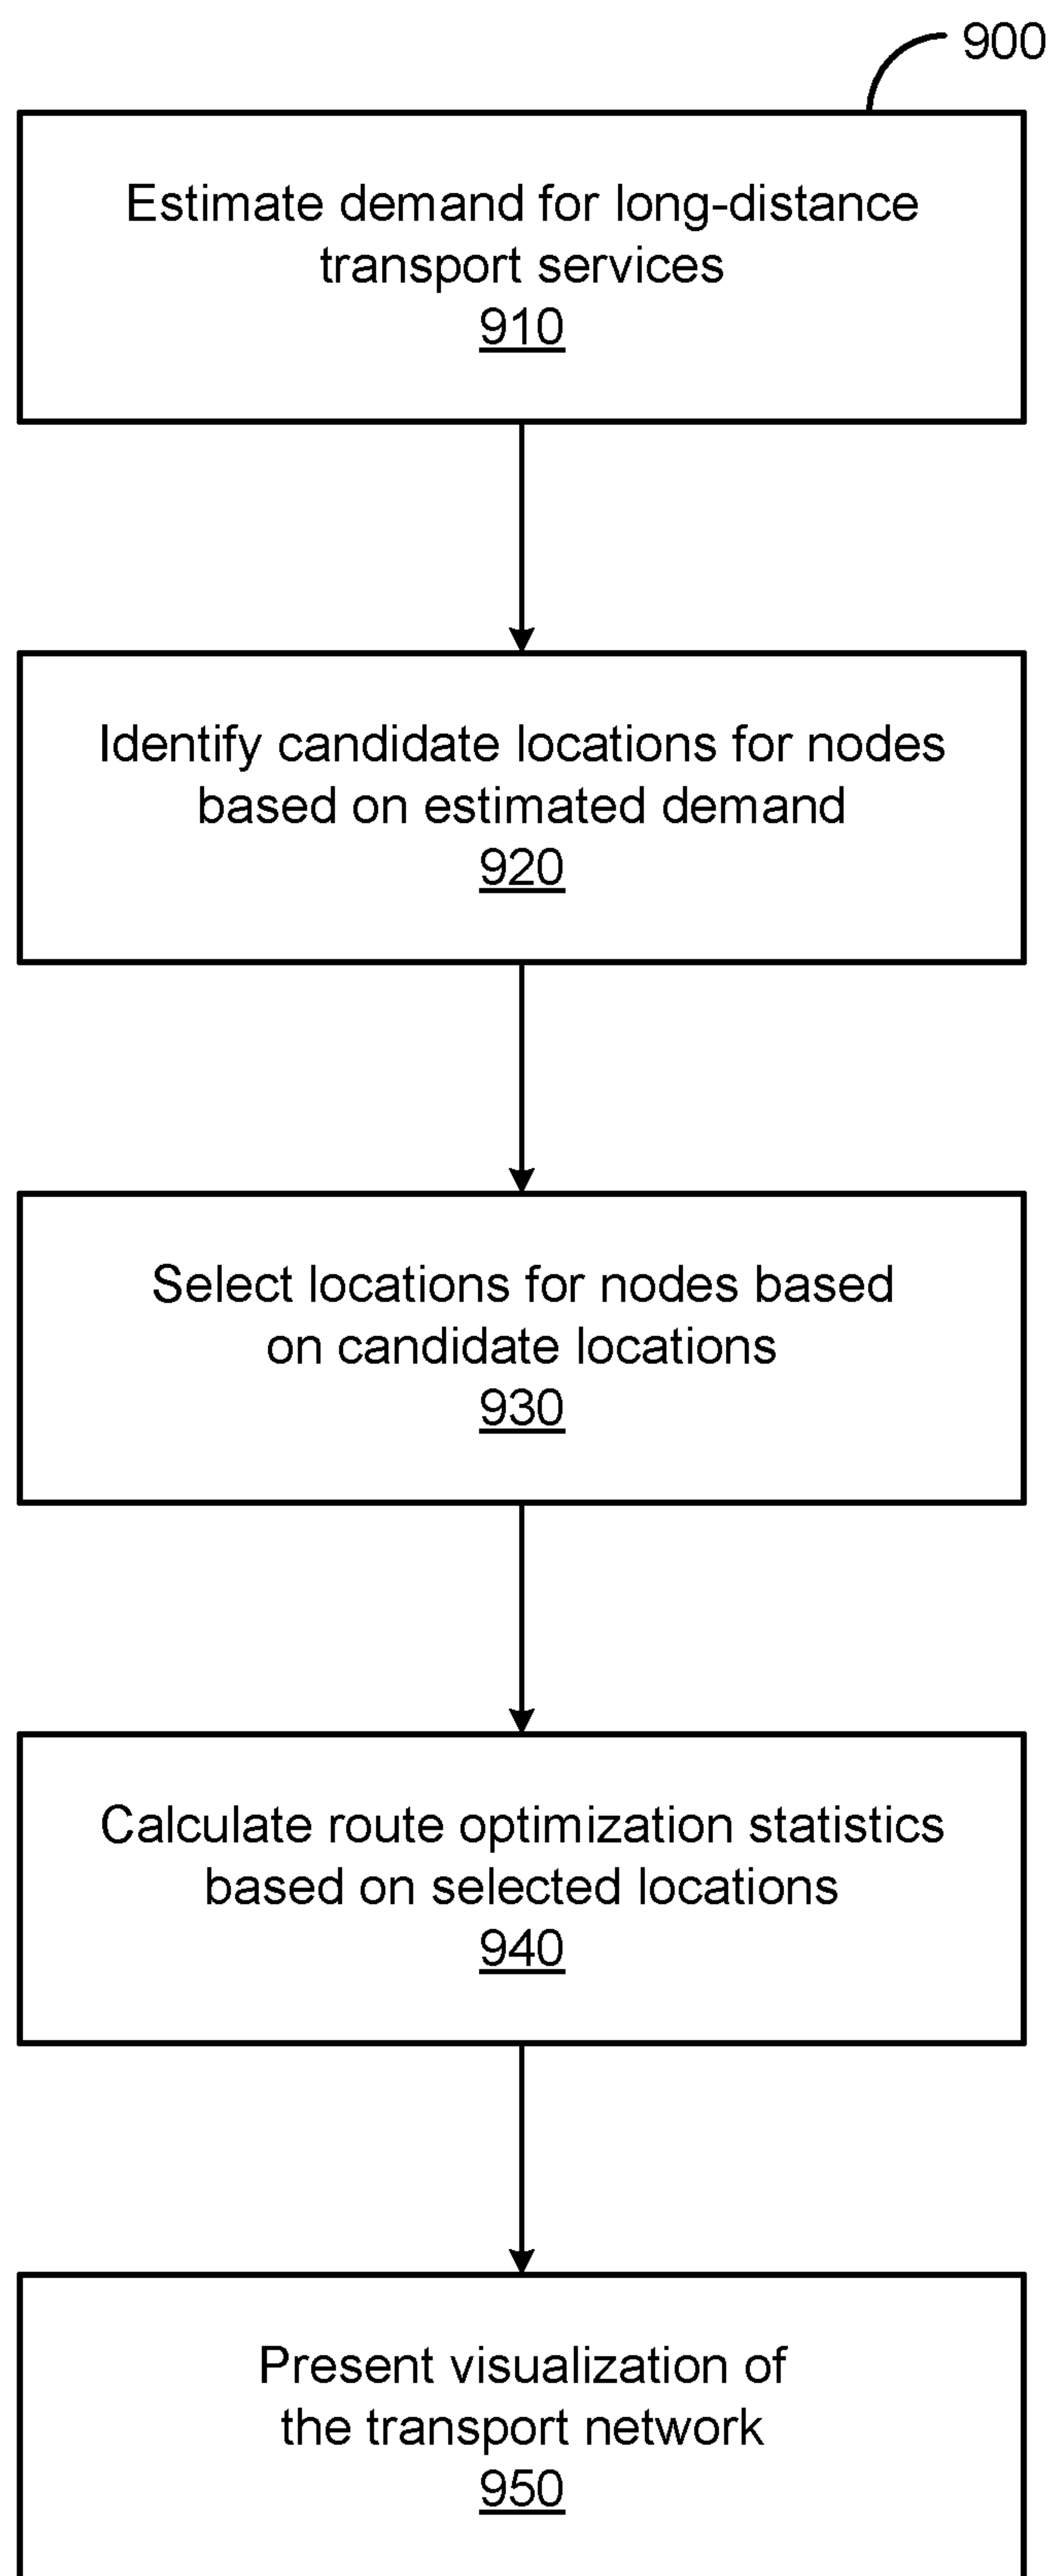 900
Estimate demand for long-distance
transport services
910
Identify candidate locations for nodes
based on estimated demand
920
Select locations for nodes based
on candidate locations
930
Calculate route optimization statistics
based on selected locations
940
Present visualization of
the transport network
950